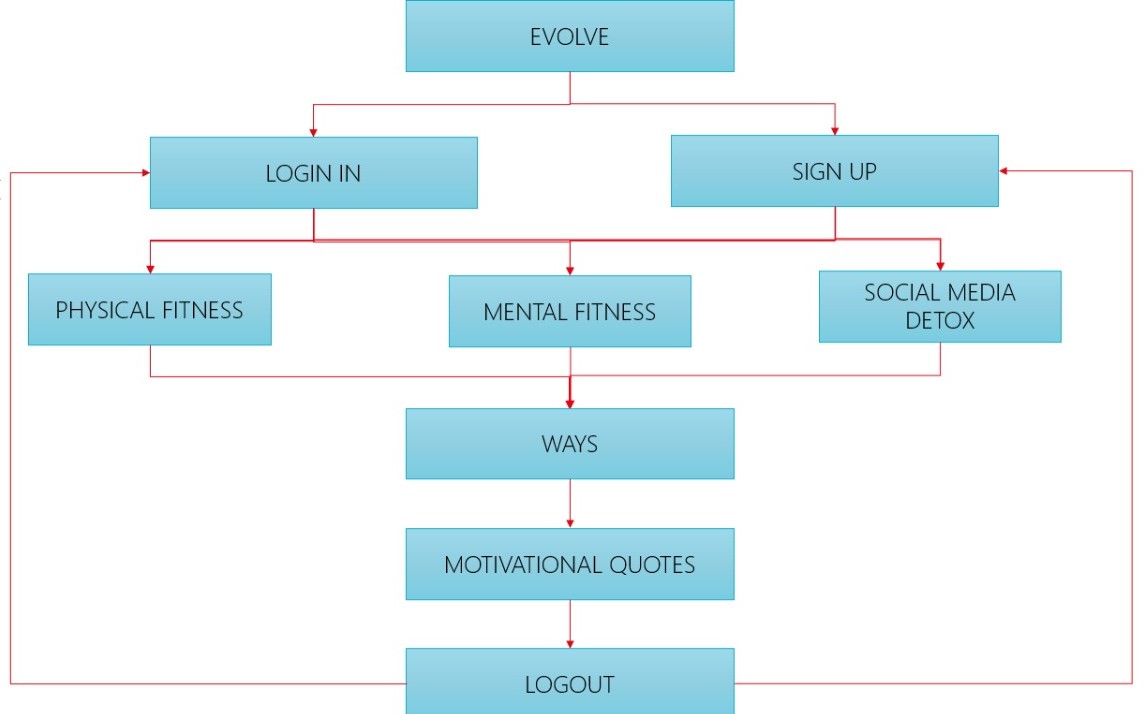 EVOLVE
LOGIN IN
SIGN UP
PHYSICAL FITNESS
MENTAL FITNESS
SOCIAL MEDIA
DETOX
WAYS
MOTIVATIONAL QUOTES
LOGOUT